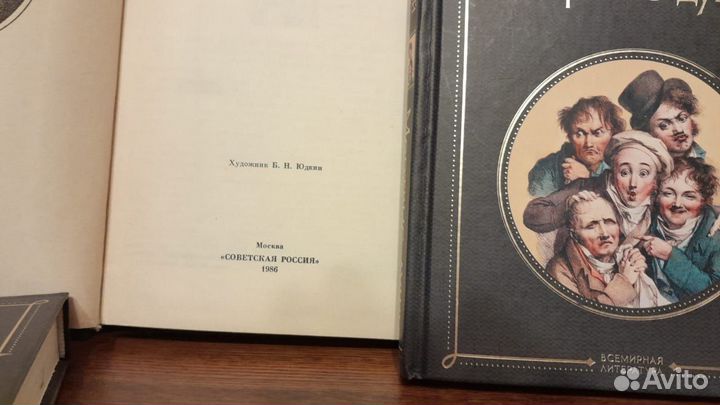 Художник Б. Н. Юдкин
Москва
«СОВЕТСКАЯ РОССИЯ»
1986
ВСЕМИРНАЯ
ЛИТЕРАТУРА
Avito